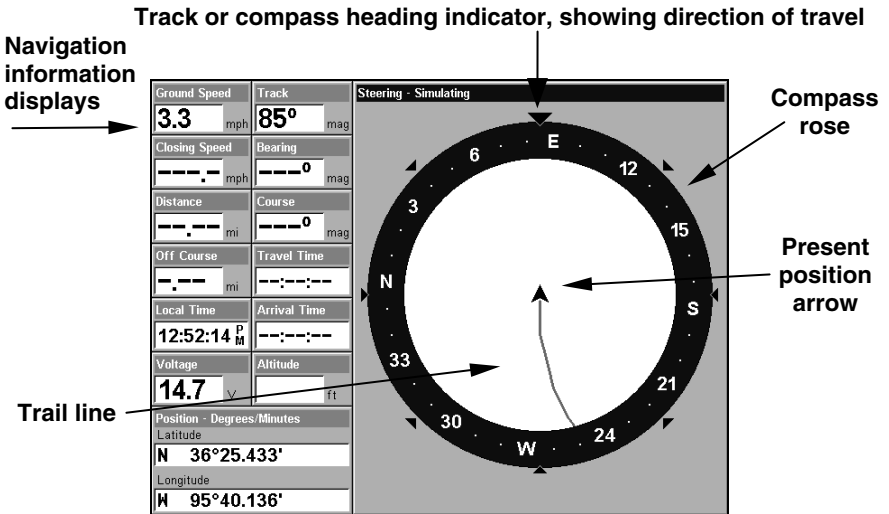 Track or compass heading indicator, showing direction of travel
Navigation
information
displays
Ground Speed
3.3 mph
Track
85° mag
Closing Speed
---.- mph
Bearing
---° mag
Distance
--.-- mi
Course
---° mag
Off Course
-.-- mi
Travel Time
--:--:--
Local Time
12:52:14 PM
Arrival Time
--:--:--
Voltage
14.7 V
Altitude
ft
Position - Degrees/Minutes
Latitude
N 36°25.433'
Longitude
W 95°40.136'
Steering - Simulating
E
12
15
S
21
24
W
30
33
N
3
6
Compass
rose
Present
position
arrow
Trail line